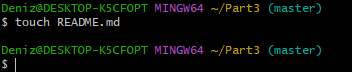 Deniz@DESKTOP-K5CFOPT MINGW64 ~/Part3 (master)
$ touch README.md
Deniz@DESKTOP-K5CFOPT MINGW64 ~/Part3 (master)
$